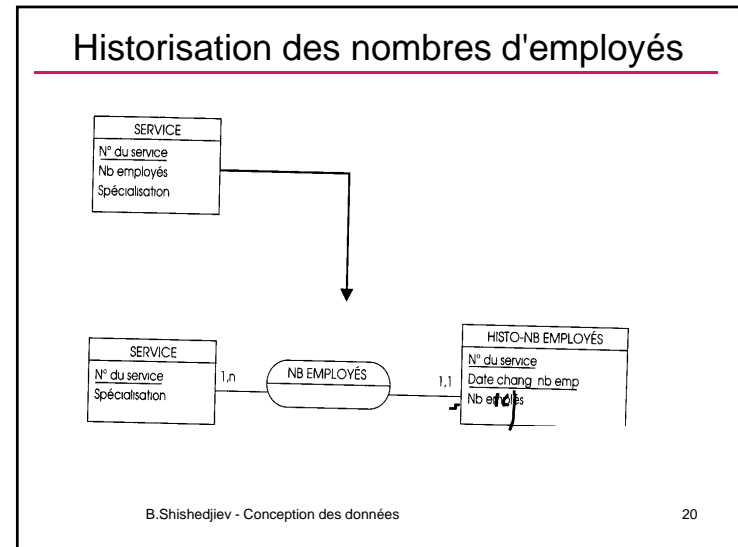 Historisation des nombres d'employés
SERVICE
N° du service
Nb employés
Spécialisation
SERVICE
N° du service
Spécialisation
1,n
NB EMPLOYÉS
1,1
HISTO-NB EMPLOYÉS
N° du service
Date chang nb emp
Nb
B.Shishedjiev - Conception des données
20